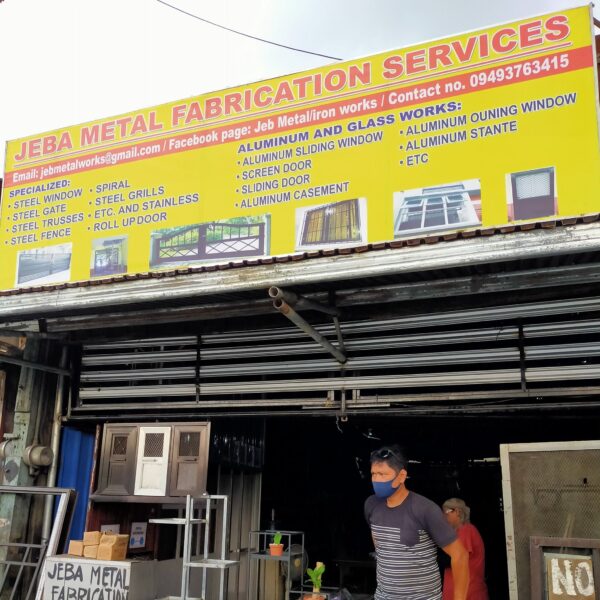 JEBA METAL FABRICATION SERVICES
Email: jebmetalworks@gmail.com / Facebook page: Jeb Metal/iron works / Contact no. 09493763415
SPECIALIZED:
• STEEL WINDOW
• STEEL GATE
• STEEL TRUSSES
• STEEL FENCE
• SPIRAL
• STEEL GRILLS
• ETC. AND STAINLESS
• ROLL UP DOOR
ALUMINUM AND GLASS WORKS:
• ALUMINUM SLIDING WINDOW
• SCREEN DOOR
• SLIDING DOOR
• ALUMINUM CASEMENT
• ALUMINUM OUNING WINDOW
• ALUMINUM STANTE
• ETC
JEBA METAL
FABRICATION
NO